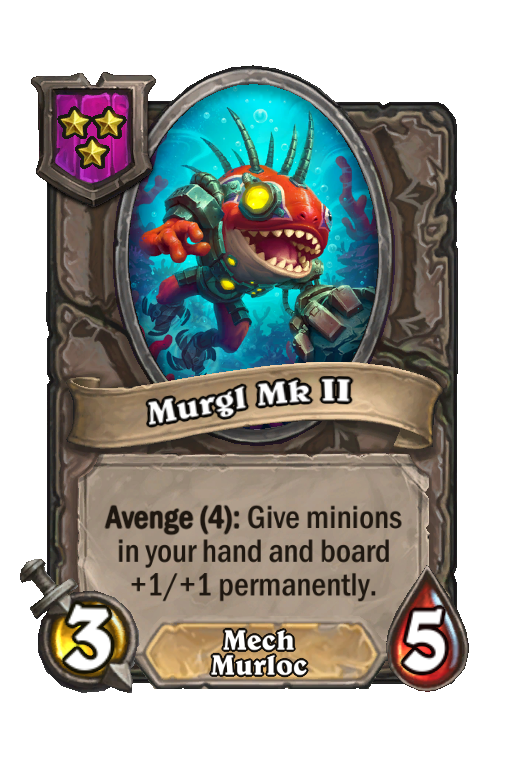 Murgl Mk II
Avenge (4): Give minions
in your hand and board
+1/+1 permanently.
3
Mech
Murloc
5